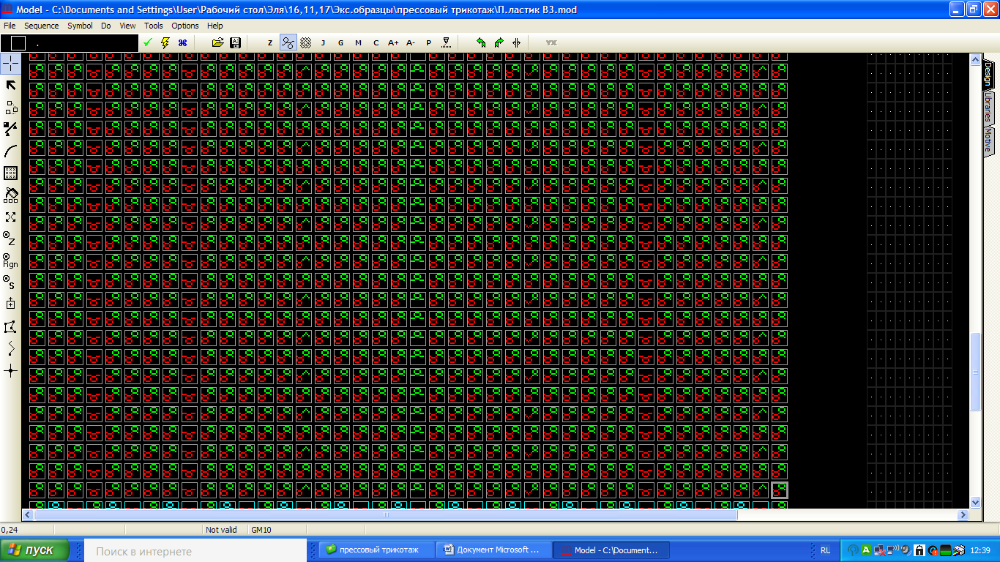 Model - C:\Documents and Settings\User\Рабочий стол\Эля\16,11,17\Экс.образцы\прессовый трикотаж\П.ластик В3.mod
File Sequence Symbol Do View Tools Options Help
. Z J G M C A+ A- P YX
Design
Libraries
Motive
Z
Rgn
S
0,24 Not valid GM10
пуск Поиск в интернете прессовый трикотаж Документ Microsoft ... Model - C:\Document... RU A 12:39